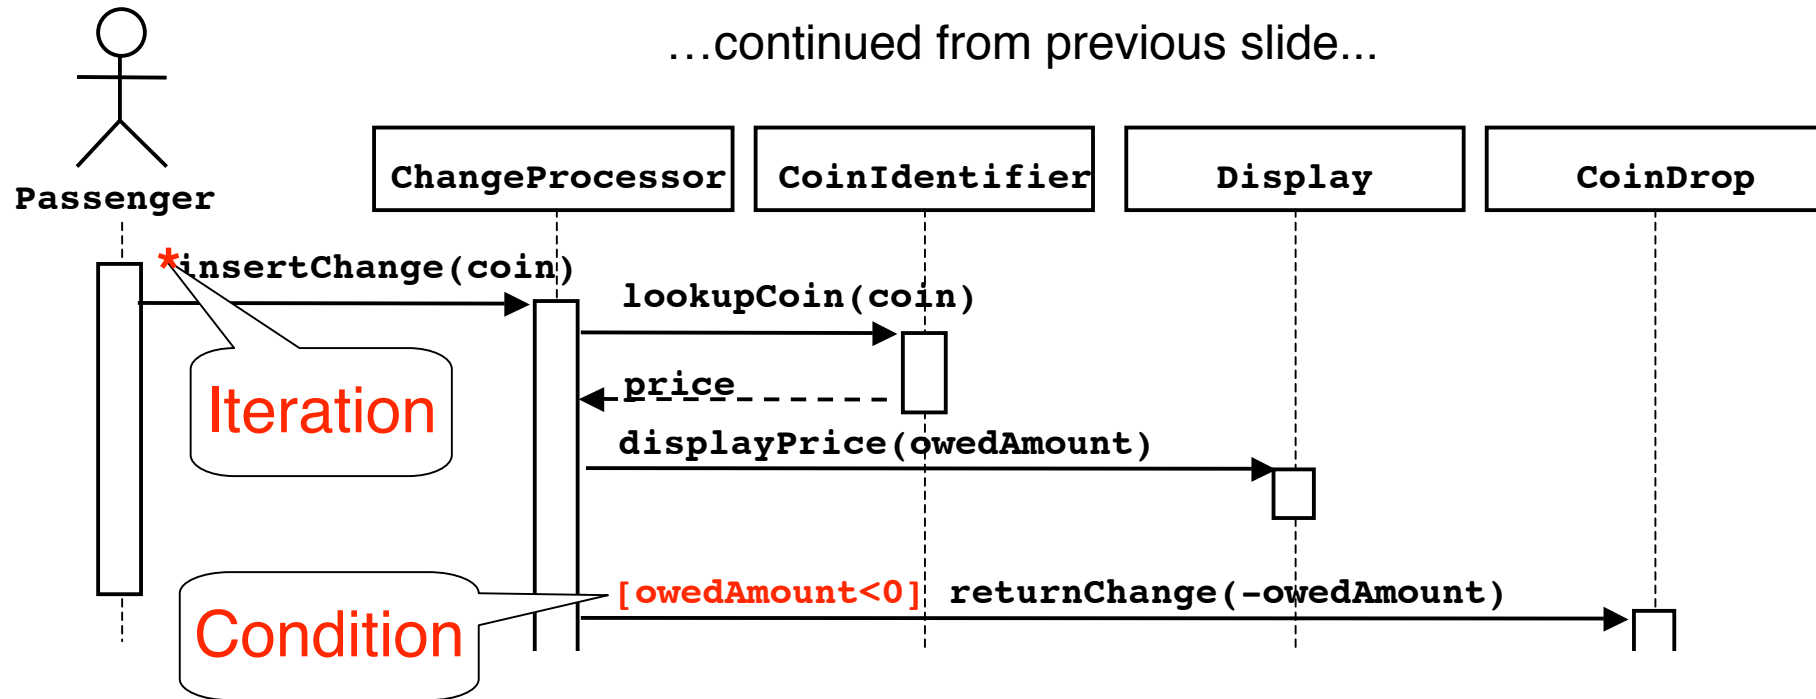 …continued from previous slide...
Passenger
ChangeProcessor
CoinIdentifier
Display
CoinDrop
*insertChange(coin)
lookupCoin(coin)
price
Iteration
displayPrice(owedAmount)
[owedAmount<0] returnChange(-owedAmount)
Condition